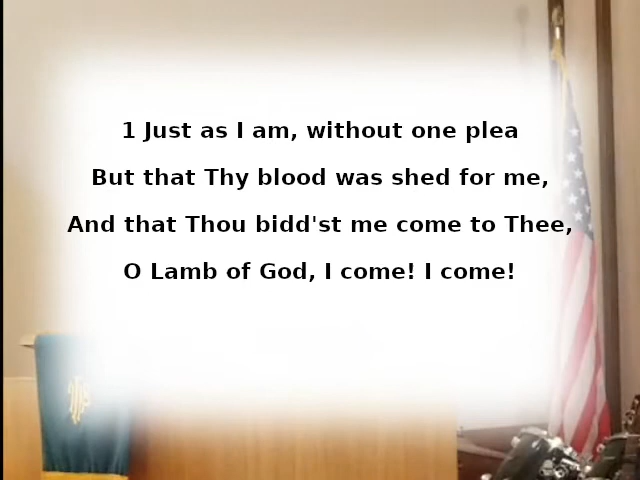 1 Just as I am, without one plea
But that Thy blood was shed for me,
And that Thou bidd'st me come to Thee,
O Lamb of God, I come! I come!